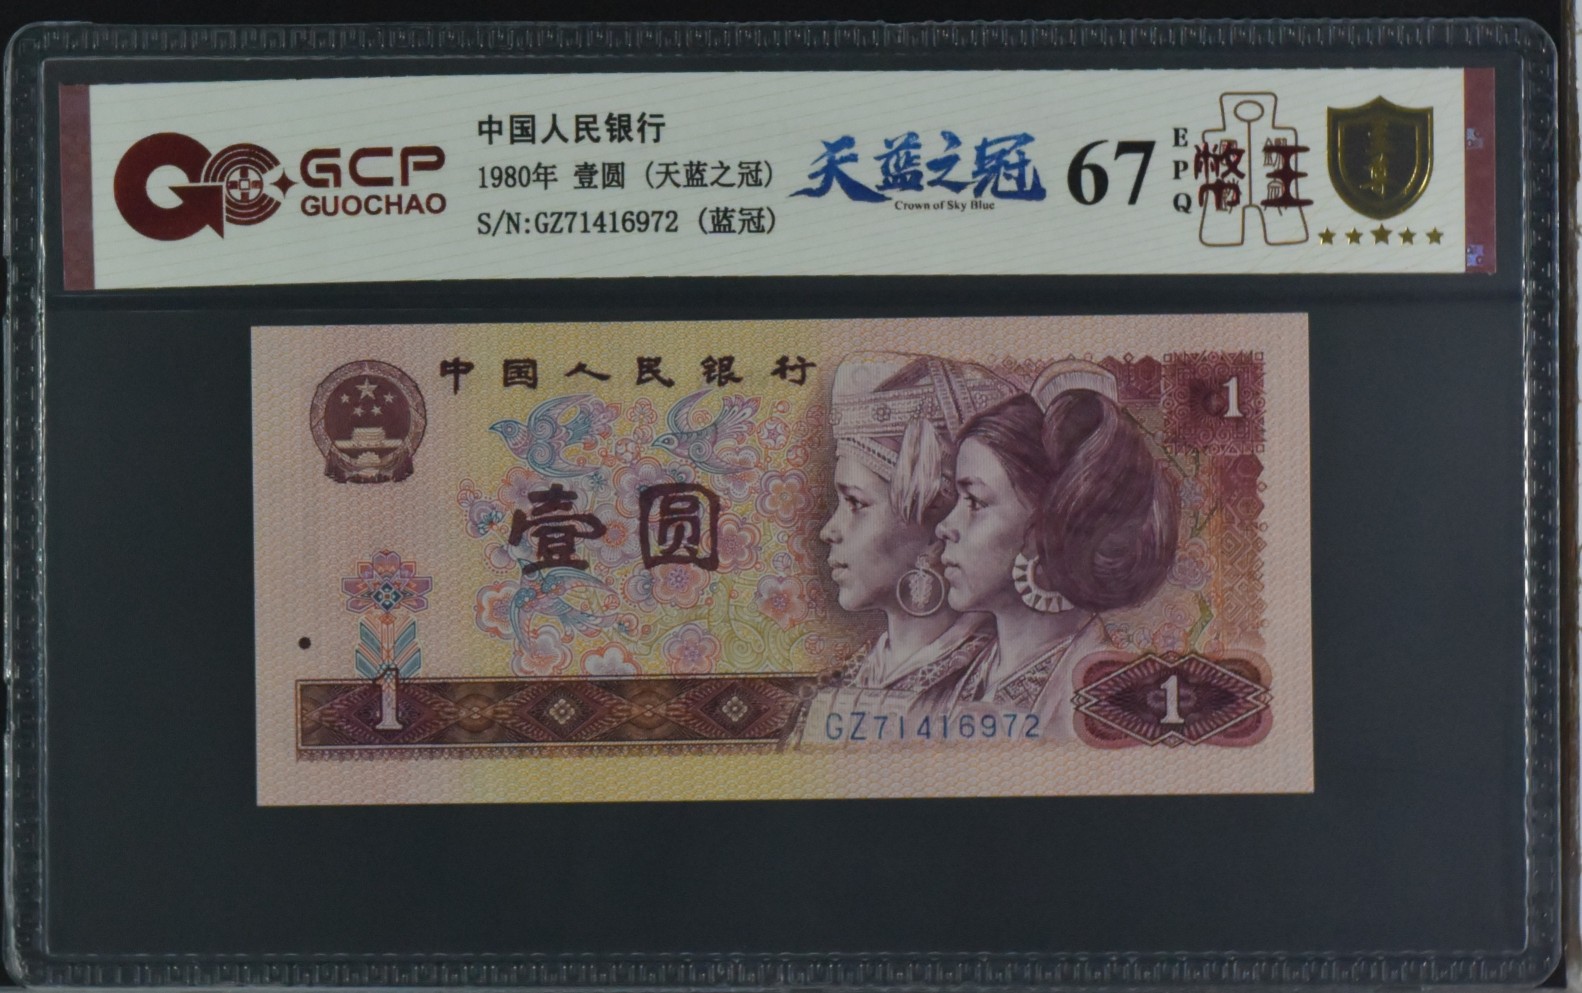 GCP
GUOCHAO
中国人民银行
1980年 壹圆 (天蓝之冠)
S/N:GZ71416972 (蓝冠)
天蓝之冠
Crown of Sky Blue
67
EPQ
中国人民银行
1
壹圆
1
GZ71416972
1